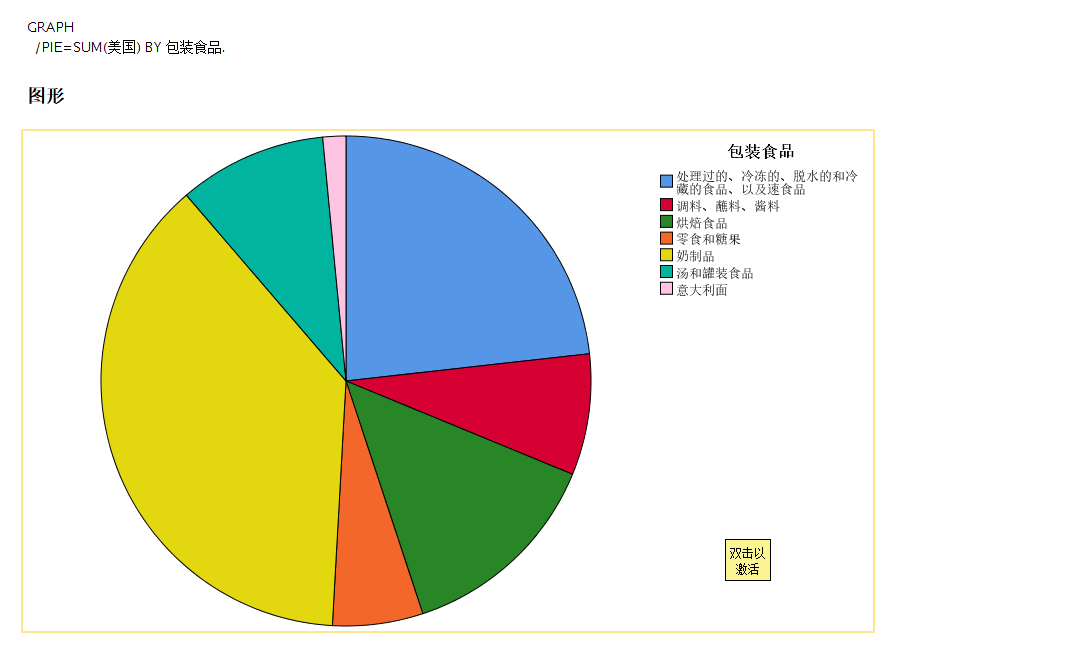 GRAPH
/PIE=SUM(美国) BY 包装食品.
图形
包装食品
处理过的、冷冻的、脱水的和冷
藏的食品、以及速食品
调料、蘸料、酱料
烘焙食品
零食和糖果
奶制品
汤和罐装食品
意大利面
双击以
激活